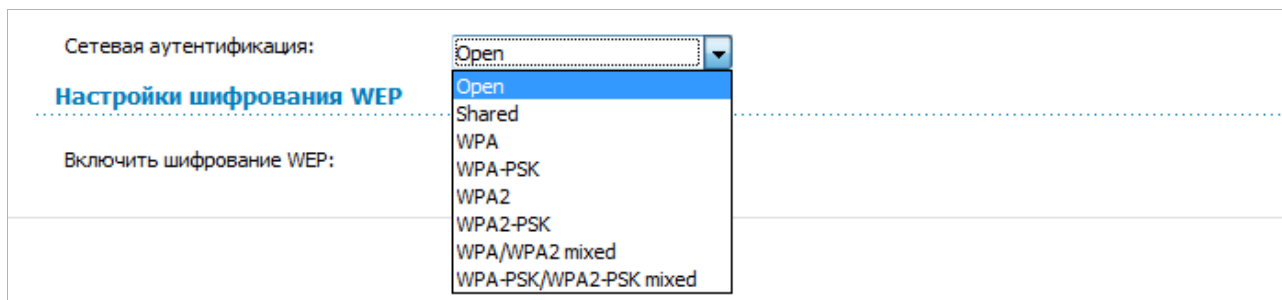 Сетевая аутентификация:
Open
Open
Настройки шифрования WEP
Shared
WPA
Включить шифрование WEP:
WPA-PSK
WPA2
WPA2-PSK
WPA/WPA2 mixed
WPA-PSK/WPA2-PSK mixed